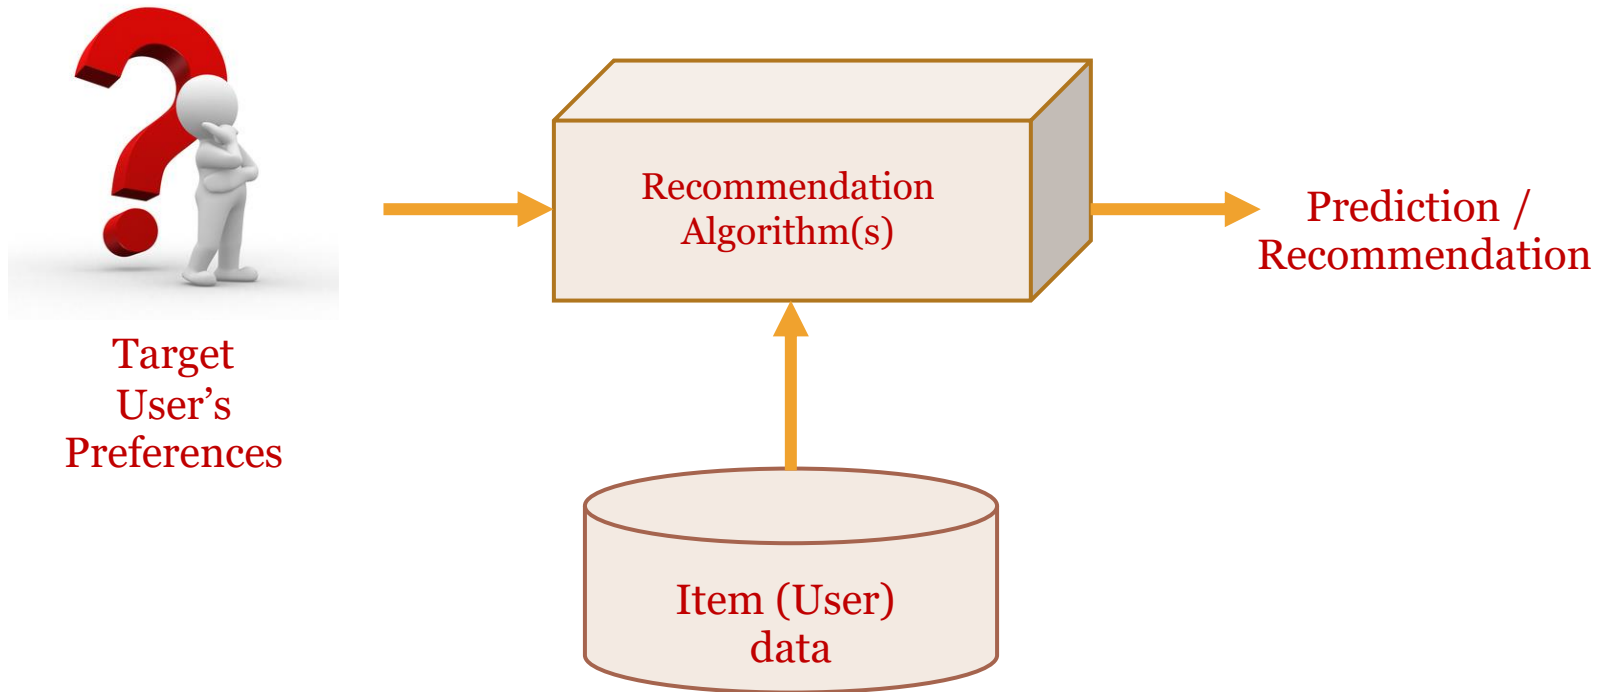 Target
User’s
Preferences
Recommendation
Algorithm(s)
Prediction /
Recommendation
Item (User)
data